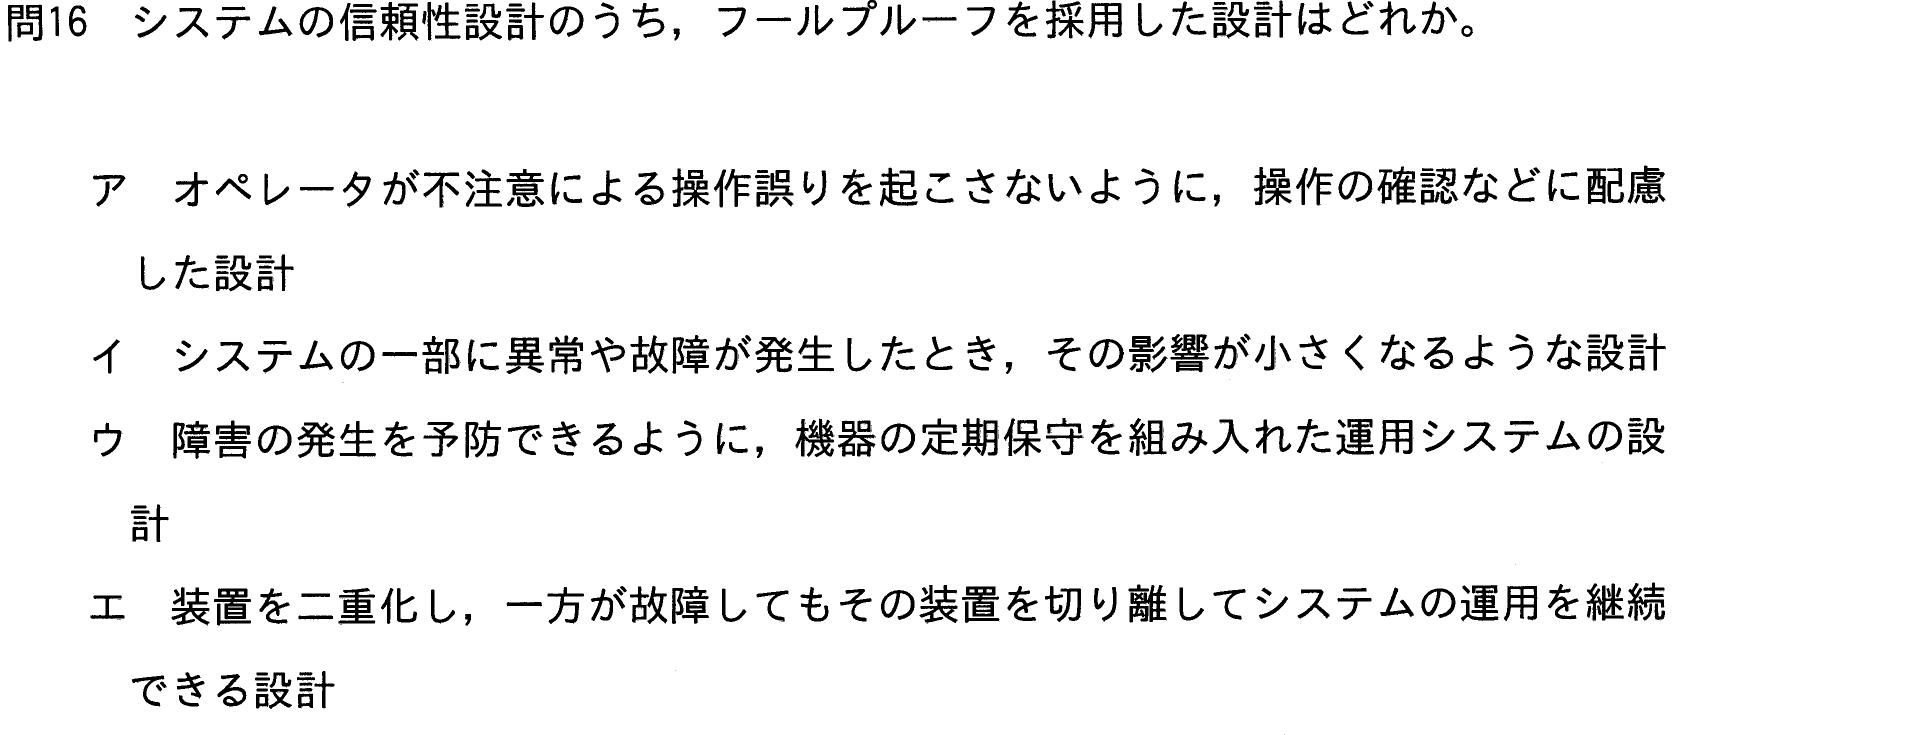 問16　システムの信頼性設計のうち，フールプルーフを採用した設計はどれか。
ア　オペレータが不注意による操作誤りを起こさないように，操作の確認などに配慮
した設計
イ　システムの一部に異常や故障が発生したとき，その影響が小さくなるような設計
ウ　障害の発生を予防できるように，機器の定期保守を組み入れた運用システムの設
計
エ　装置を二重化し，一方が故障してもその装置を切り離してシステムの運用を継続
できる設計